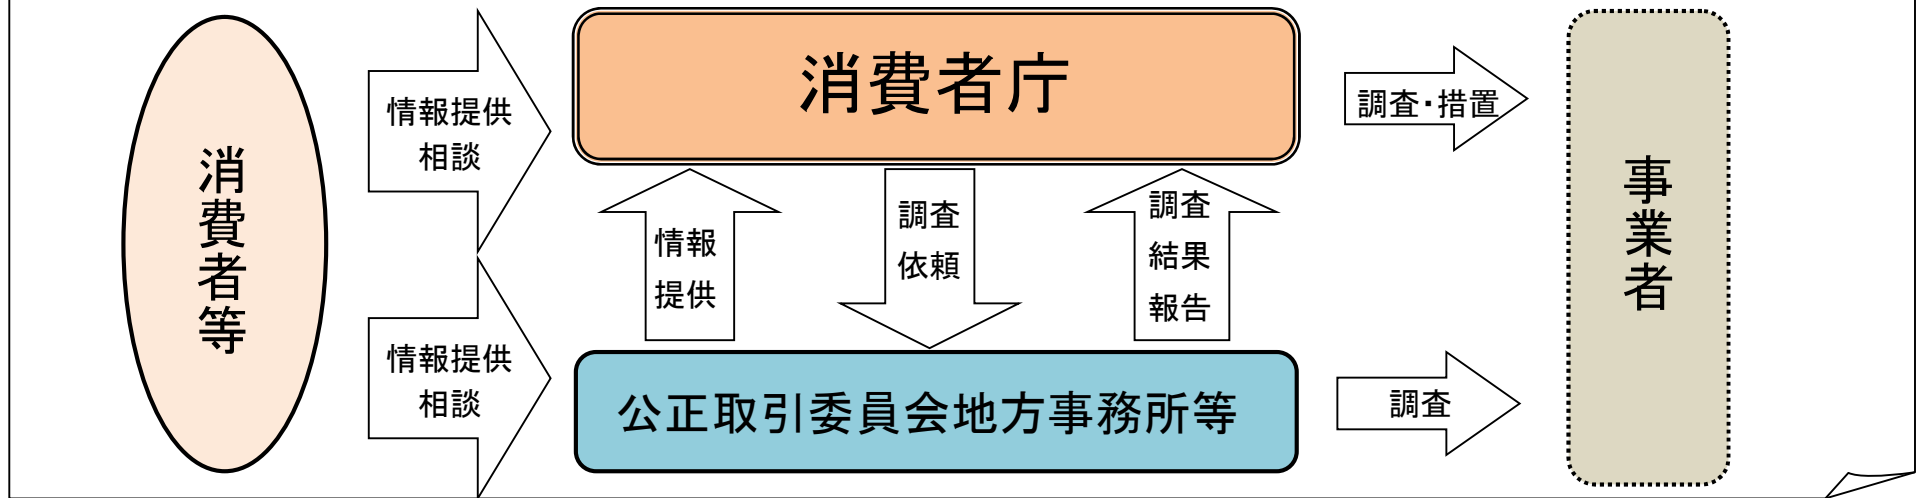 消費者等
情報提供
相談
情報提供
相談
消費者庁
情報
提供
調査
依頼
調査
結果
報告
公正取引委員会地方事務所等
調査・措置
調査
事業者